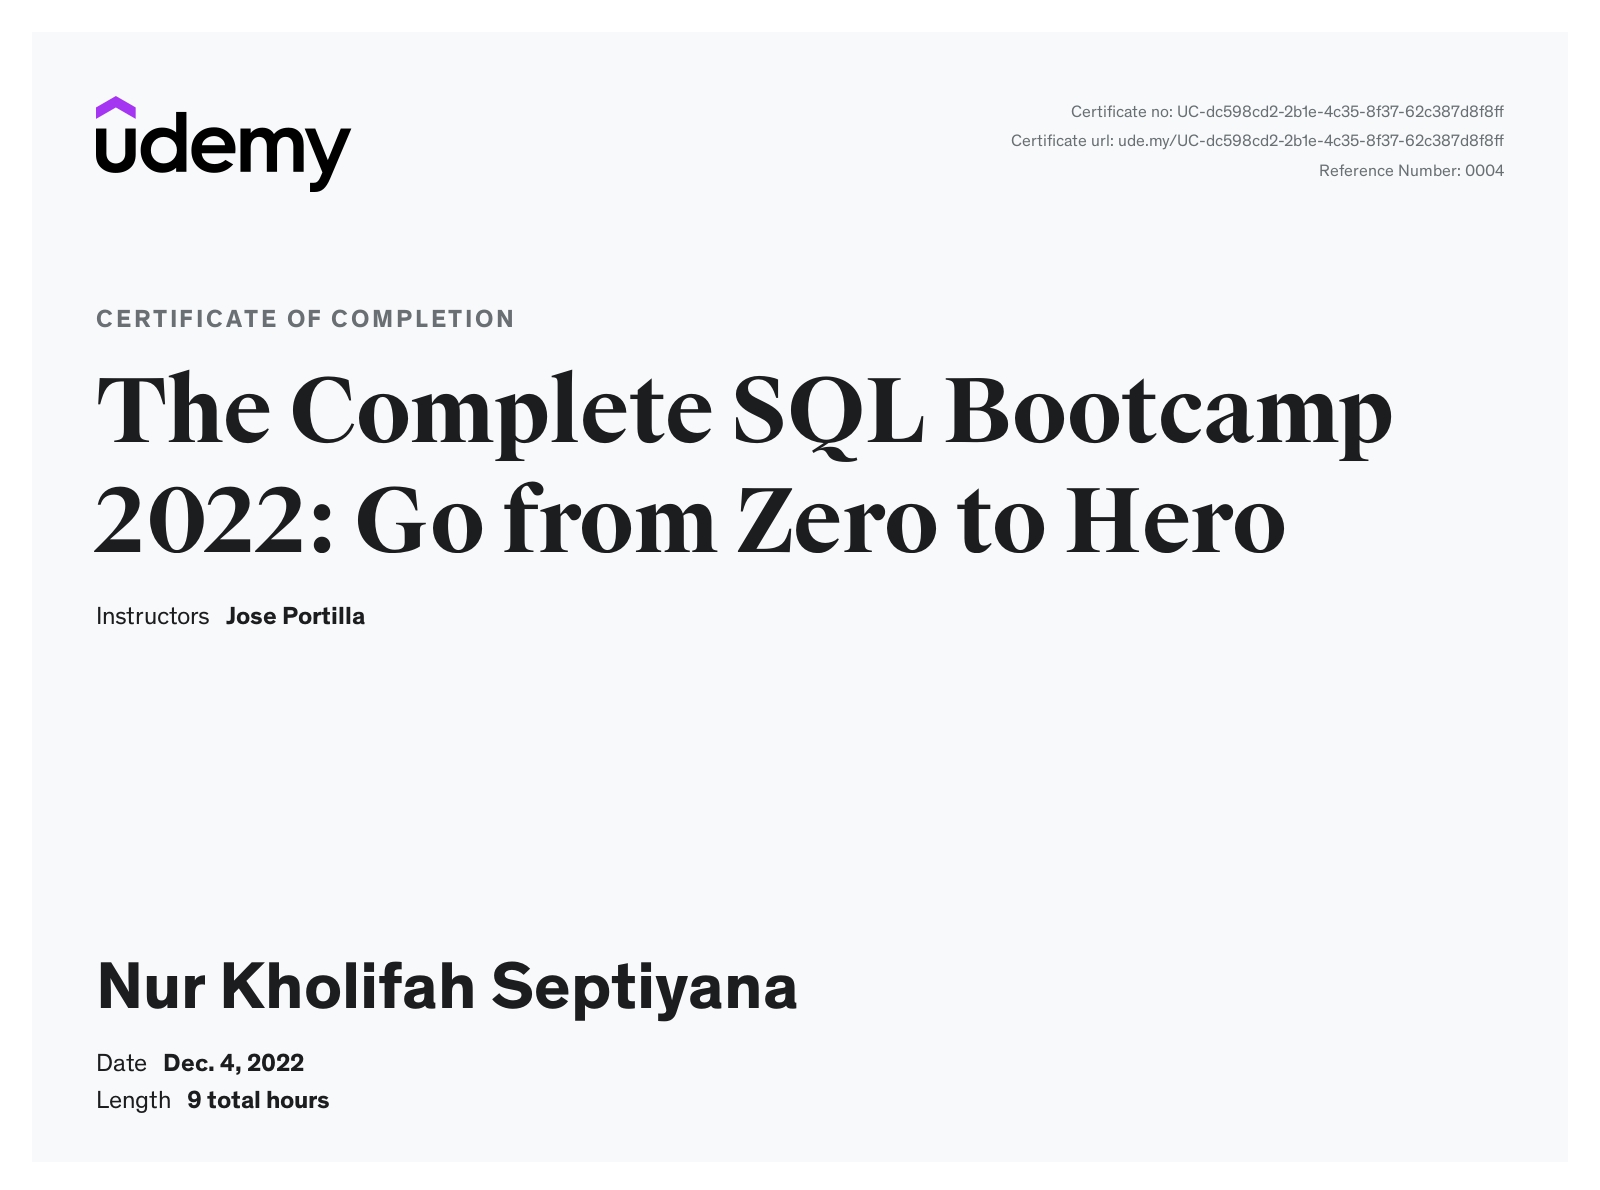 udemy
Certificate no: UC-dc598cd2-2b1e-4c35-8f37-62c387d8f8ff
Certificate url: ude.my/UC-dc598cd2-2b1e-4c35-8f37-62c387d8f8ff
Reference Number: 0004
CERTIFICATE OF COMPLETION
The Complete SQL Bootcamp
2022: Go from Zero to Hero
Instructors Jose Portilla
Nur Kholifah Septiyana
Date Dec. 4, 2022
Length 9 total hours